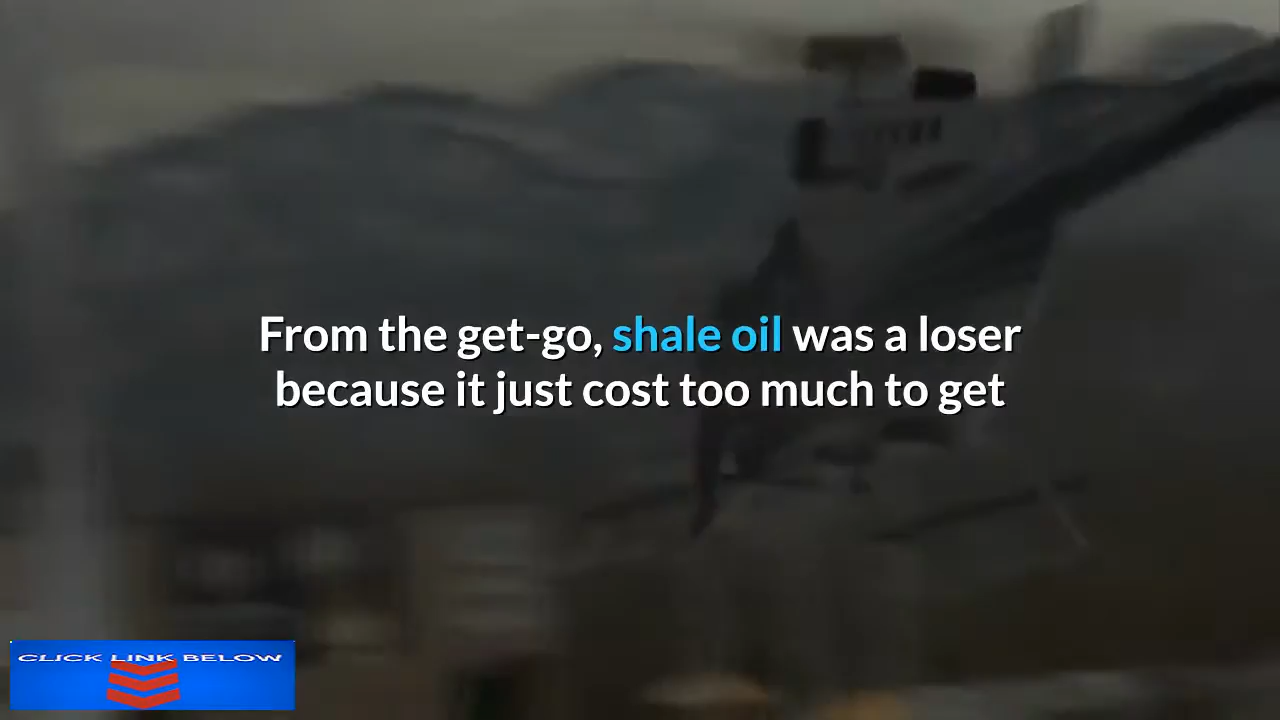 From the get-go, shale oil was a loser
because it just cost too much to get
CLICK LINK BELOW